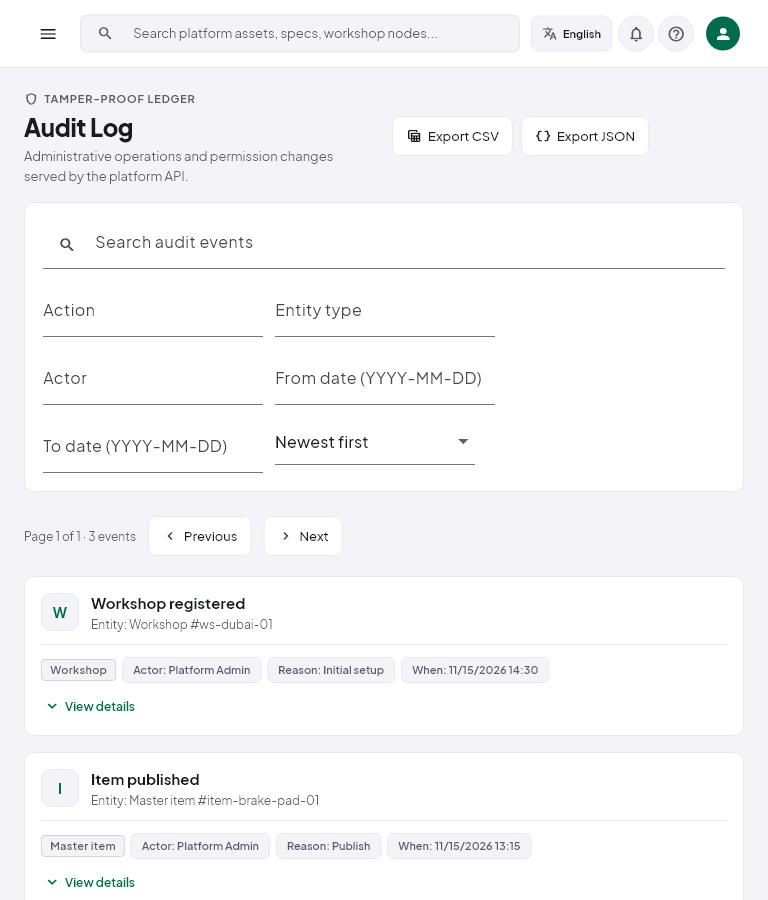 Search platform assets, specs, workshop nodes...
English
TAMPER-PROOF LEDGER
Audit Log
Administrative operations and permission changes
served by the platform API.
Export CSV
Export JSON
Search audit events
Action
Entity type
Actor
From date (YYYY-MM-DD)
To date (YYYY-MM-DD)
Newest first
Page 1 of 1 · 3 events
Previous
Next
W
Workshop registered
Entity: Workshop #ws-dubai-01
Workshop
Actor: Platform Admin
Reason: Initial setup
When: 11/15/2026 14:30
View details
I
Item published
Entity: Master item #item-brake-pad-01
Master item
Actor: Platform Admin
Reason: Publish
When: 11/15/2026 13:15
View details